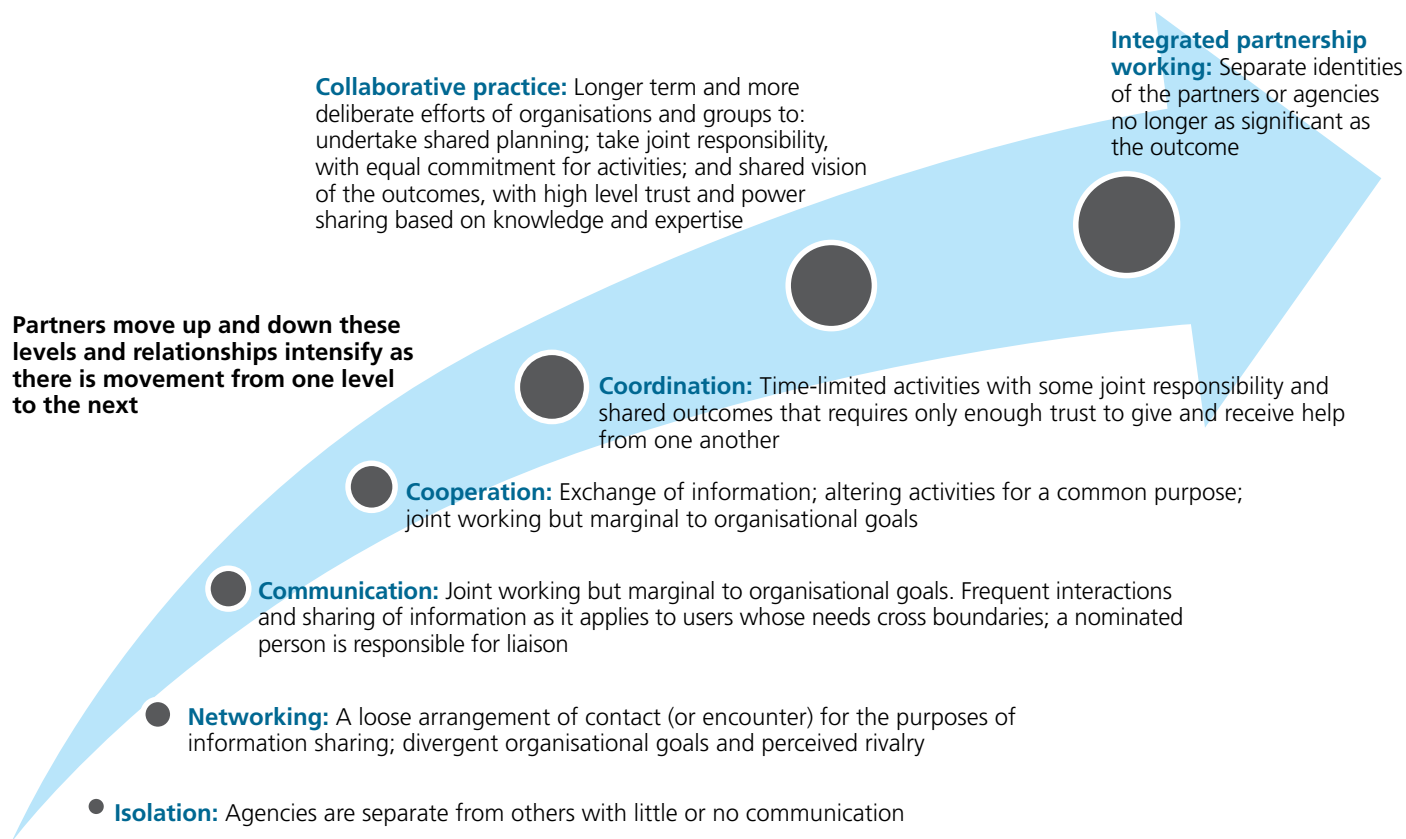 Integrated partnership
working: Separate identities
of the partners or agencies
no longer as significant as
the outcome
Collaborative practice: Longer term and more
deliberate efforts of organisations and groups to:
undertake shared planning; take joint responsibility,
with equal commitment for activities; and shared vision
of the outcomes, with high level trust and power
sharing based on knowledge and expertise
Partners move up and down these
levels and relationships intensify as
there is movement from one level
to the next
Coordination: Time-limited activities with some joint responsibility and
shared outcomes that requires only enough trust to give and receive help
from one another
Cooperation: Exchange of information; altering activities for a common purpose;
joint working but marginal to organisational goals
Communication: Joint working but marginal to organisational goals. Frequent interactions
and sharing of information as it applies to users whose needs cross boundaries; a nominated
person is responsible for liaison
Networking: A loose arrangement of contact (or encounter) for the purposes of
information sharing; divergent organisational goals and perceived rivalry
Isolation: Agencies are separate from others with little or no communication